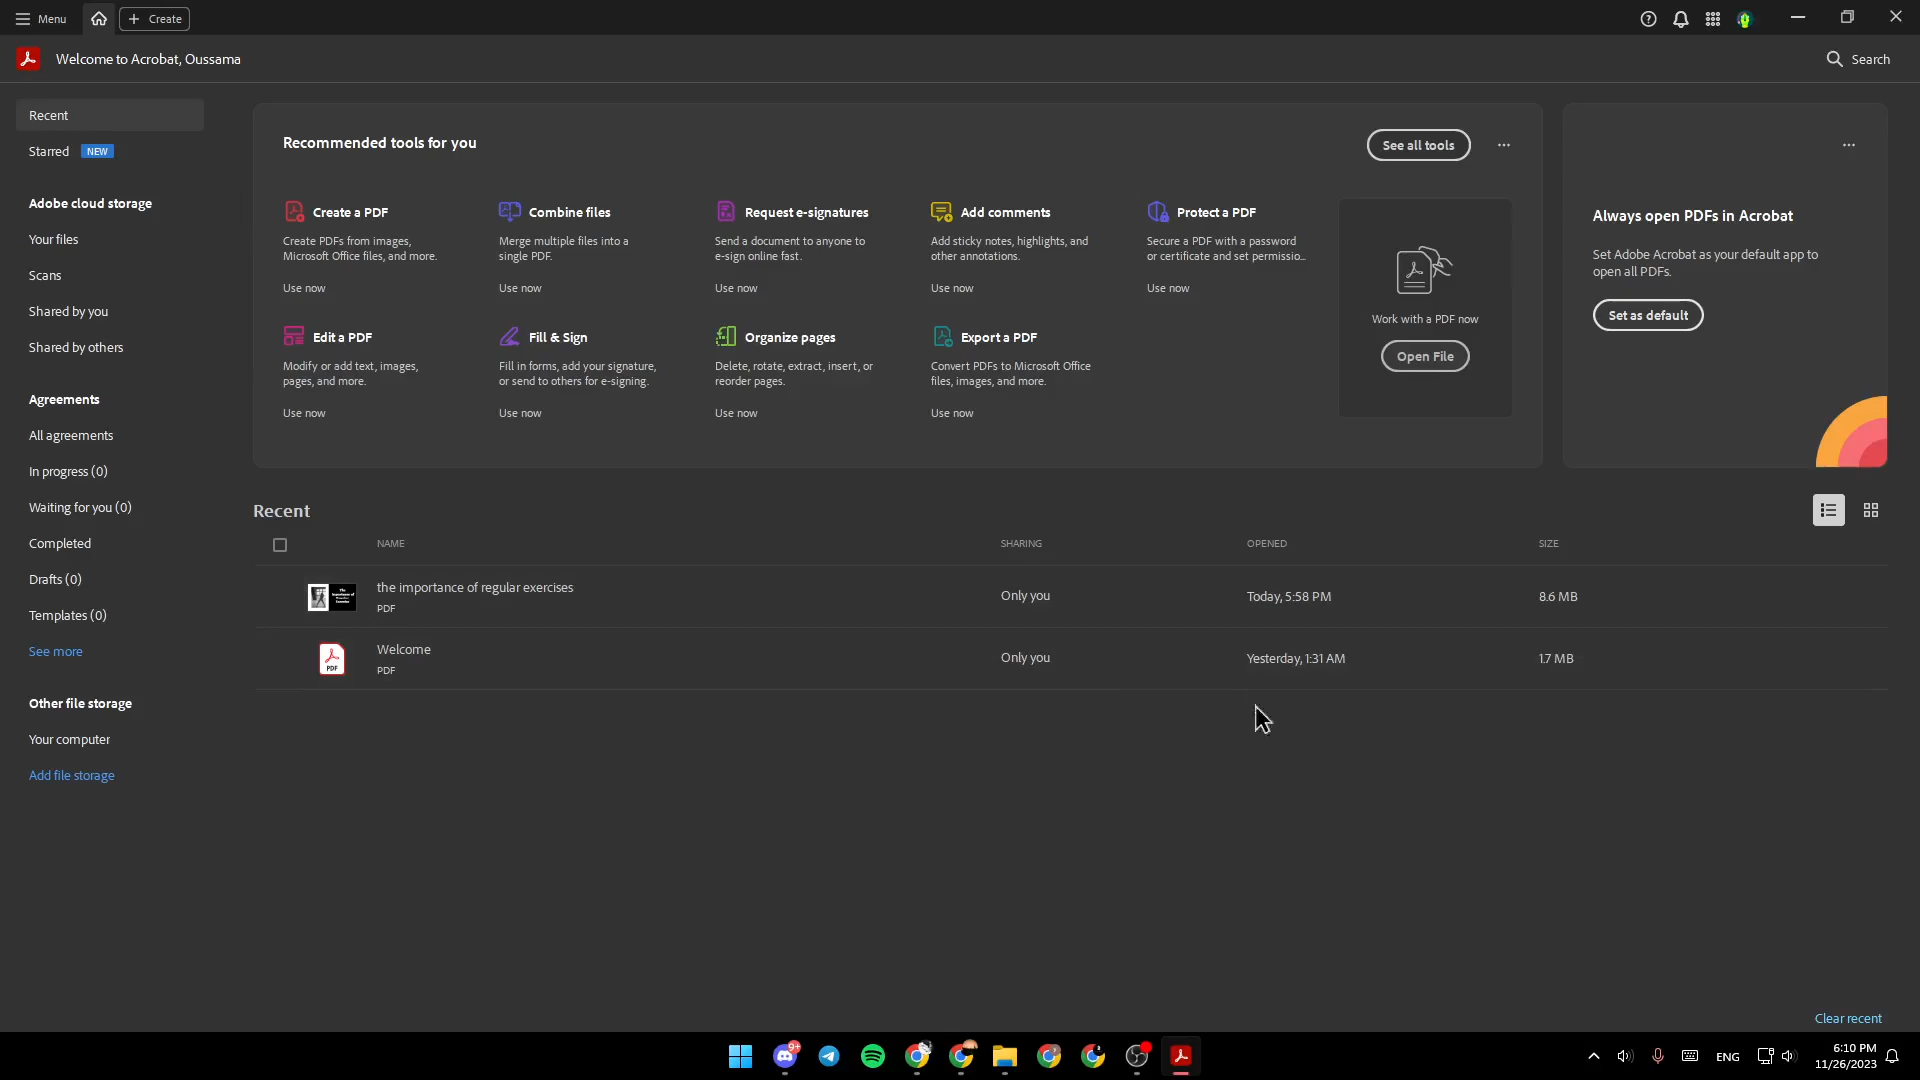 Menu
Create
Welcome to Acrobat, Oussama
Search
Recent
Starred NEW
Adobe cloud storage
Your files
Scans
Shared by you
Shared by others
Agreements
All agreements
In progress (0)
Waiting for you (0)
Completed
Drafts (0)
Templates (0)
See more
Other file storage
Your computer
Add file storage
Recommended tools for you
See all tools
Create a PDF
Create PDFs from images,
Microsoft Office files, and more.
Use now
Combine files
Merge multiple files into a
single PDF.
Use now
Request e-signatures
Send a document to anyone to
e-sign online fast.
Use now
Add comments
Add sticky notes, highlights, and
other annotations.
Use now
Protect a PDF
Secure a PDF with a password
or certificate and set permissio...
Use now
Edit a PDF
Modify or add text, images,
pages, and more.
Use now
Fill & Sign
Fill in forms, add your signature,
or send to others for e-signing.
Use now
Organize pages
Delete, rotate, extract, insert, or
reorder pages.
Use now
Export a PDF
Convert PDFs to Microsoft Office
files, images, and more.
Use now
Work with a PDF now
Open File
Always open PDFs in Acrobat
Set Adobe Acrobat as your default app to
open all PDFs.
Set as default
Recent
NAME SHARING OPENED SIZE
the importance of regular exercises
PDF
Only you
Today, 5:58 PM
8.6 MB
PDF
Welcome
PDF
Only you
Yesterday, 1:31 AM
1.7 MB
Clear recent
9+
ENG
6:10 PM
11/26/2023